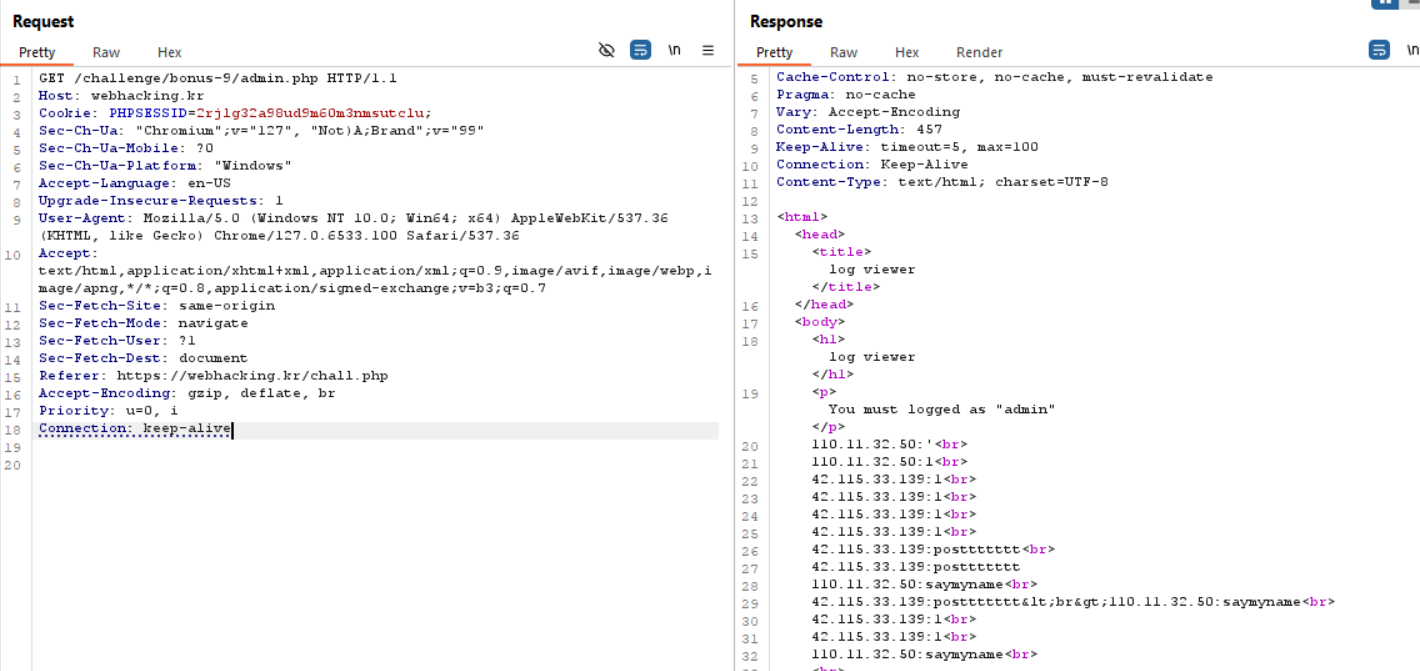 Request
Pretty Raw Hex \n
1 GET /challenge/bonus-9/admin.php HTTP/1.1
2 Host: webhacking.kr
3 Cookie: PHPSESSID=2rjlg32a98ud9m60m3nmsutclu;
4 Sec-Ch-Ua: "Chromium";v="127", "Not)A;Brand";v="99"
5 Sec-Ch-Ua-Mobile: ?0
6 Sec-Ch-Ua-Platform: "Windows"
7 Accept-Language: en-US
8 Upgrade-Insecure-Requests: 1
9 User-Agent: Mozilla/5.0 (Windows NT 10.0; Win64; x64) AppleWebKit/537.36
(KHTML, like Gecko) Chrome/127.0.6533.100 Safari/537.36
10 Accept:
text/html,application/xhtml+xml,application/xml;q=0.9,image/avif,image/webp,i
mage/apng,*/*;q=0.8,application/signed-exchange;v=b3;q=0.7
11 Sec-Fetch-Site: same-origin
12 Sec-Fetch-Mode: navigate
13 Sec-Fetch-User: ?1
14 Sec-Fetch-Dest: document
15 Referer: https://webhacking.kr/chall.php
16 Accept-Encoding: gzip, deflate, br
17 Priority: u=0, i
18 Connection: keep-alive
19
20
Response
Pretty Raw Hex Render \n
5 Cache-Control: no-store, no-cache, must-revalidate
6 Pragma: no-cache
7 Vary: Accept-Encoding
8 Content-Length: 457
9 Keep-Alive: timeout=5, max=100
10 Connection: Keep-Alive
11 Content-Type: text/html; charset=UTF-8
12
13 <html>
14 <head>
15 <title>
log viewer
</title>
16 </head>
17 <body>
18 <h1>
log viewer
</h1>
19 <p>
You must logged as "admin"
</p>
20 110.11.32.50:'<br>
21 110.11.32.50:1<br>
22 42.115.33.139:1<br>
23 42.115.33.139:1<br>
24 42.115.33.139:1<br>
25 42.115.33.139:1<br>
26 42.115.33.139:posttttttt<br>
27 42.115.33.139:posttttttt
28 110.11.32.50:saymyname<br>
29 42.115.33.139:posttttttt&lt;br&gt;110.11.32.50:saymyname<br>
30 42.115.33.139:1<br>
31 42.115.33.139:1<br>
32 110.11.32.50:saymyname<br>
<br>